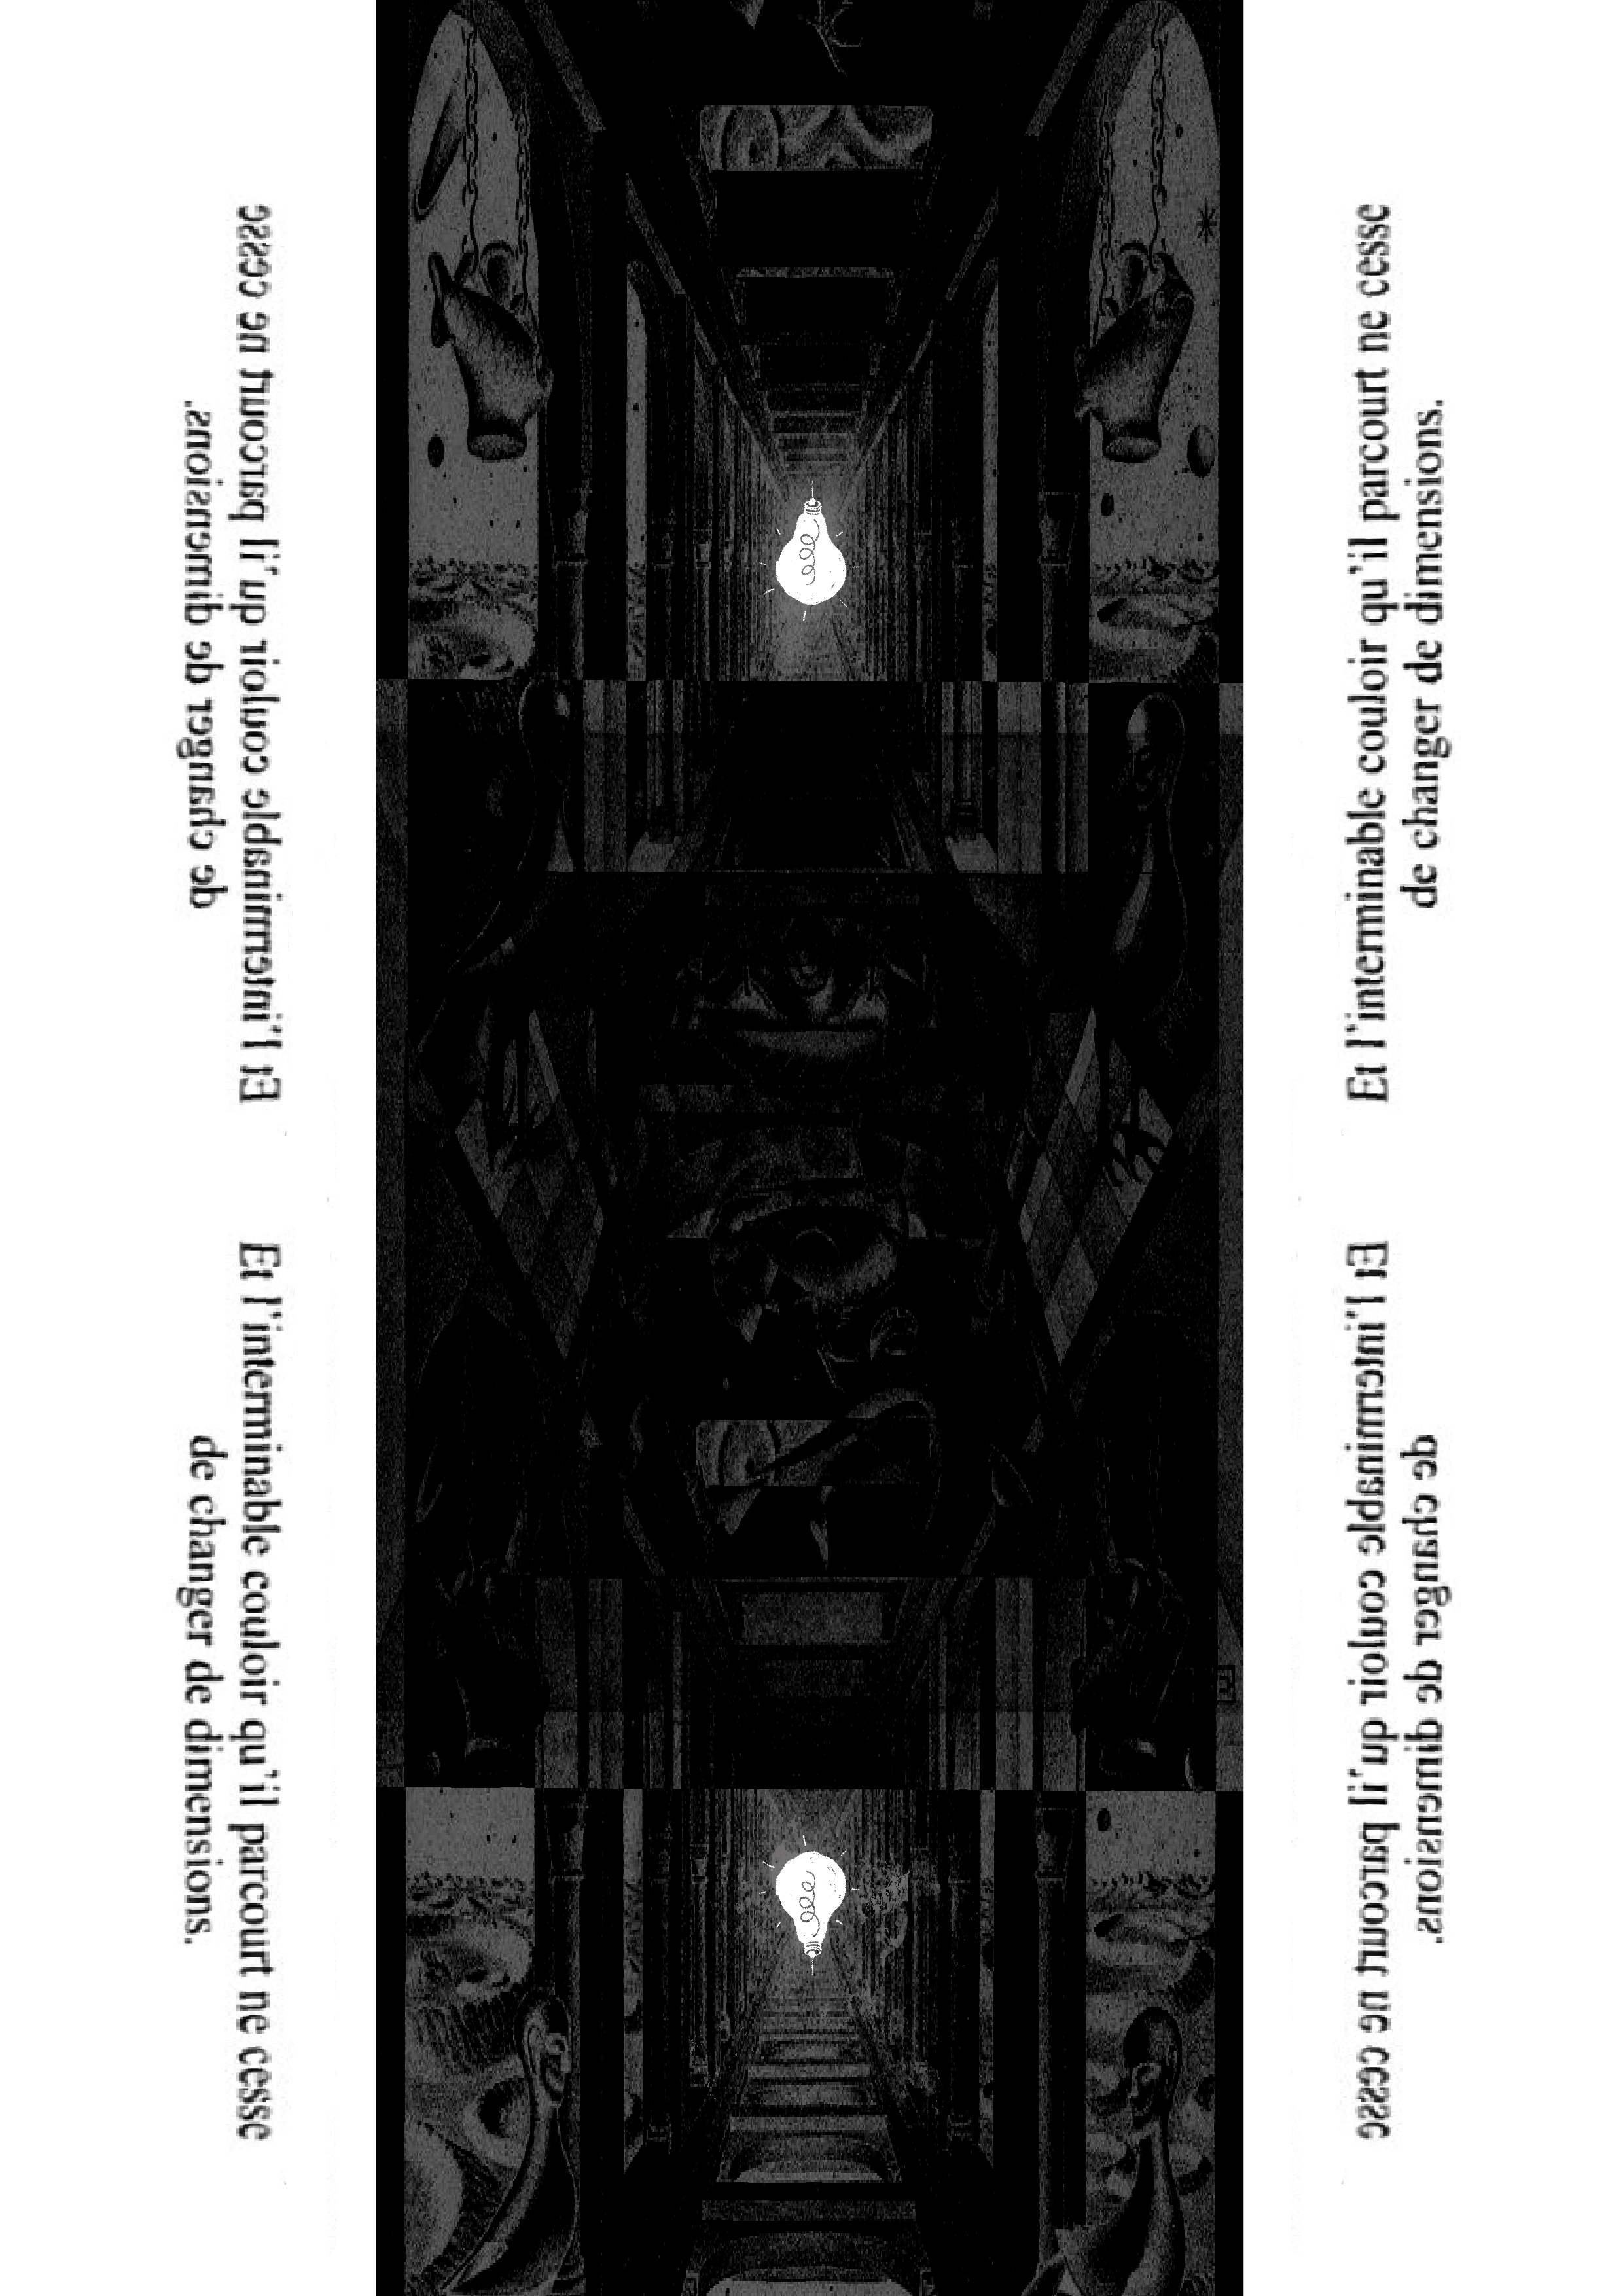 Et l'interminable couloir qu'il parcourt ne cesse
de changer de dimensions.
Et l'interminable couloir qu'il parcourt ne cesse
de changer de dimensions.
Et l'interminable couloir qu'il parcourt ne cesse
de changer de dimensions.
Et l'interminable couloir qu'il parcourt ne cesse
de changer de dimensions.